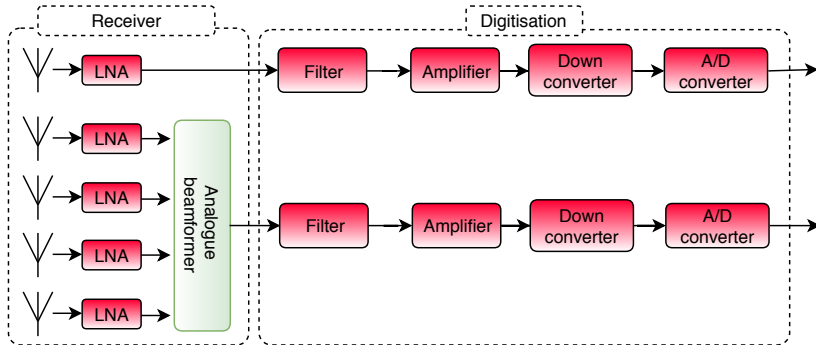 Receiver
Digitisation
LNA
Filter
Amplifier
Down
converter
A/D
converter
LNA
LNA
LNA
LNA
Analogue
beamformer
Filter
Amplifier
Down
converter
A/D
converter